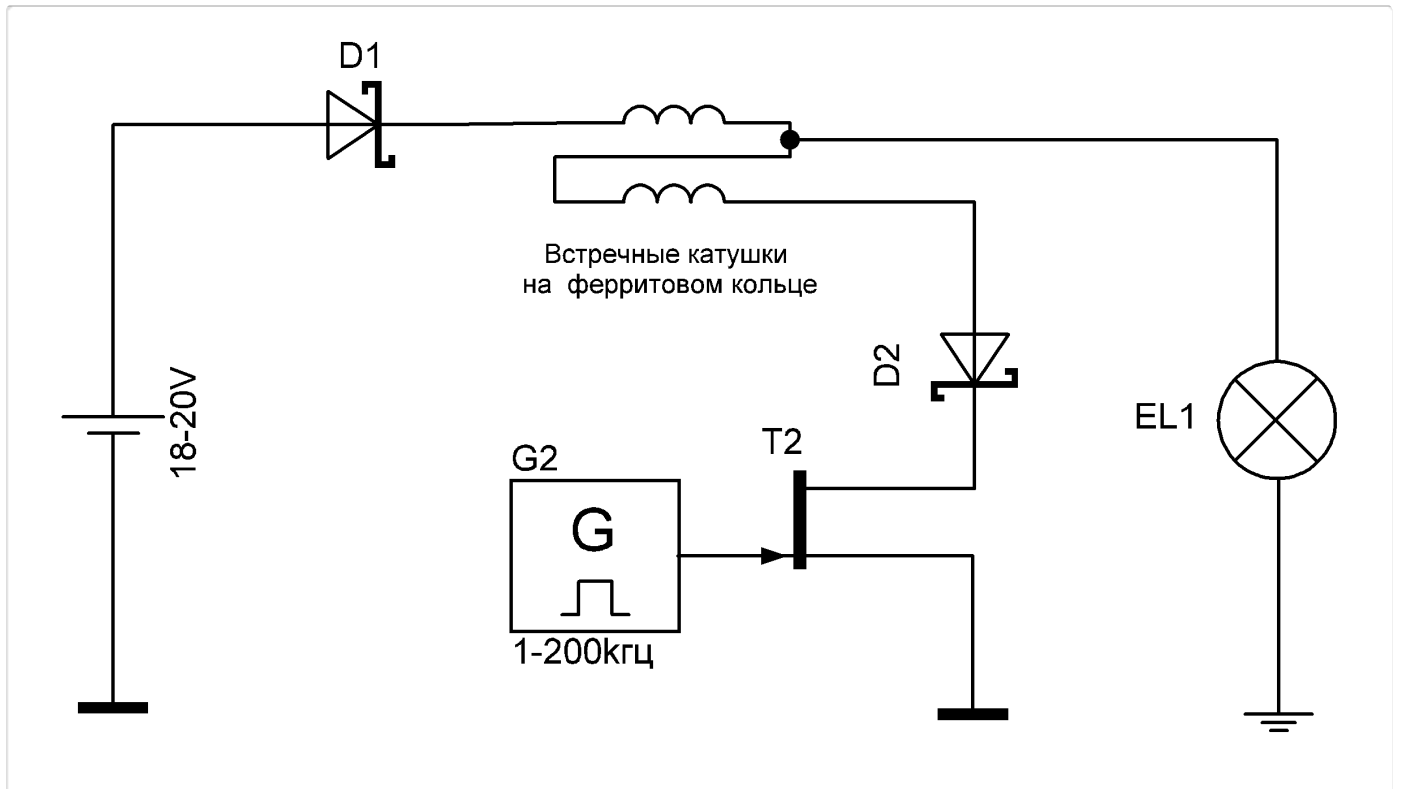 D1
Встречные катушки
на ферритовом кольце
18-20V
D2
EL1
T2
G2
G
1-200kгц